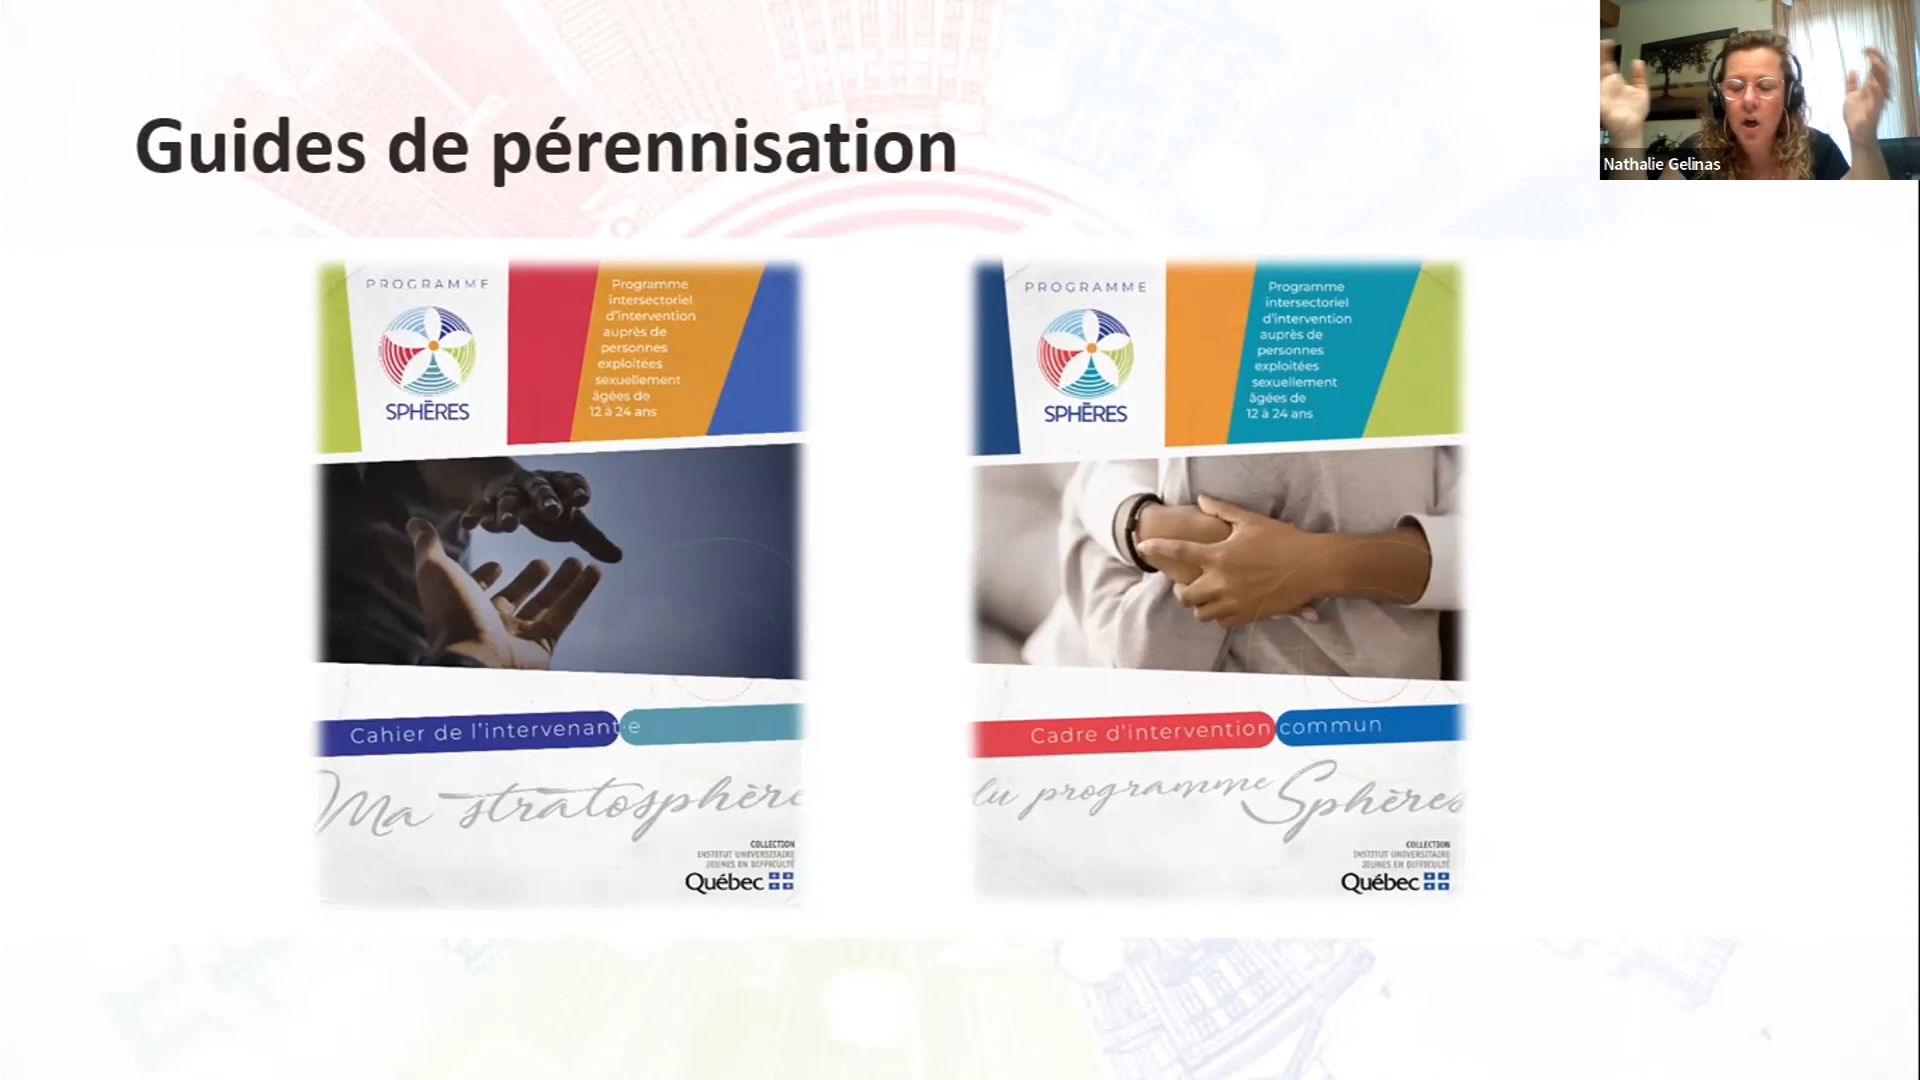 Guides de pérennisation
Nathalie Gelinas
PROGRAMME
SPHÈRES
Programme
intersectoriel
d'intervention
auprès de
personnes
exploitées
sexuellement
âgées de
12 à 24 ans
Cahier de l'intervenant·e
Ma stratosphère
COLLECTION
INSTITUT UNIVERSITAIRE
JEUNES EN DIFFICULTÉ
Québec
PROGRAMME
SPHÈRES
Programme
intersectoriel
d'intervention
auprès de
personnes
exploitées
sexuellement
âgées de
12 à 24 ans
Cadre d'intervention commun
du programme Sphères
COLLECTION
INSTITUT UNIVERSITAIRE
JEUNES EN DIFFICULTÉ
Québec